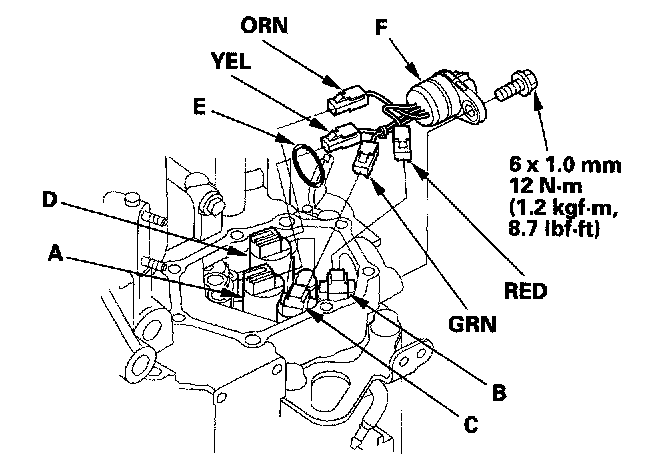 ORN
F
YEL
E
6 x 1.0 mm
12 N·m
(1.2 kgf·m,
8.7 lbf·ft)
D
A
RED
GRN
B
C